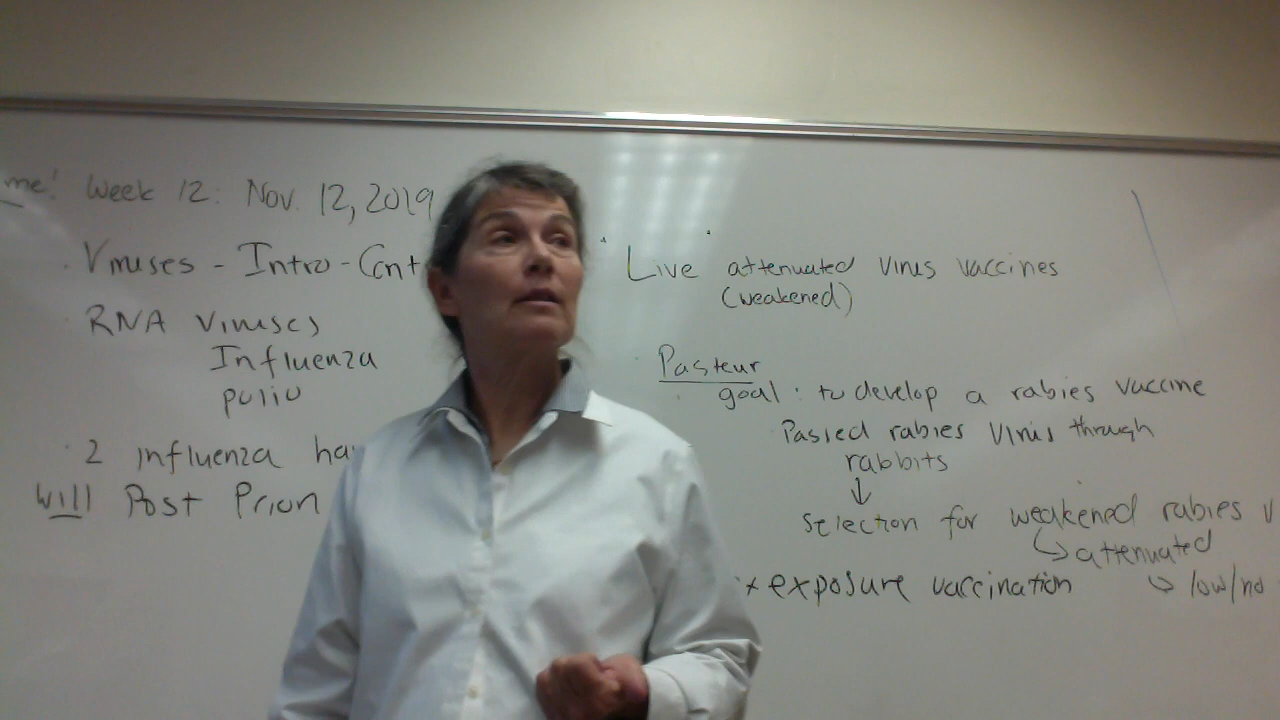 me! Week 12: Nov. 12, 2019
Viruses - Intro - Cont
RNA Viruses
Influenza
polio
2 influenza ha
will Post Prion
Live attenuated virus vaccines
(weakened)
Pasteur
goal: to develop a rabies vaccine
Passed rabies virus through
rabbits
↓
Selection for weakened rabies v
↳ attenuated
↳ low/no
exposure vaccination